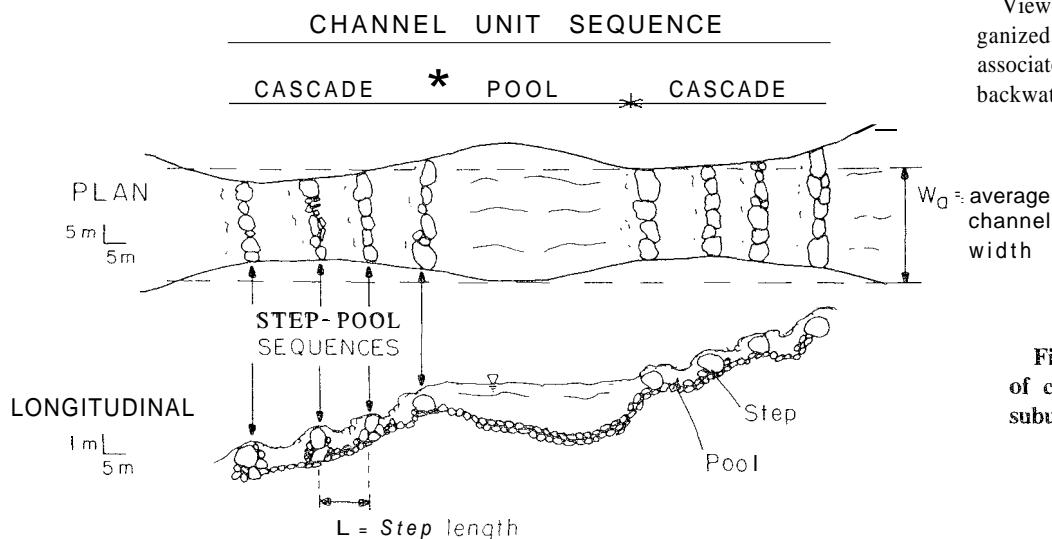 CHANNEL UNIT SEQUENCE
CASCADE * POOL CASCADE
PLAN
5m
5m
Wa = average
channel
width
STEP-POOL
SEQUENCES
LONGITUDINAL
1m
5m
Step
Pool
L = Step length
View
ganized
associate
backwat
Fi
of c
subu